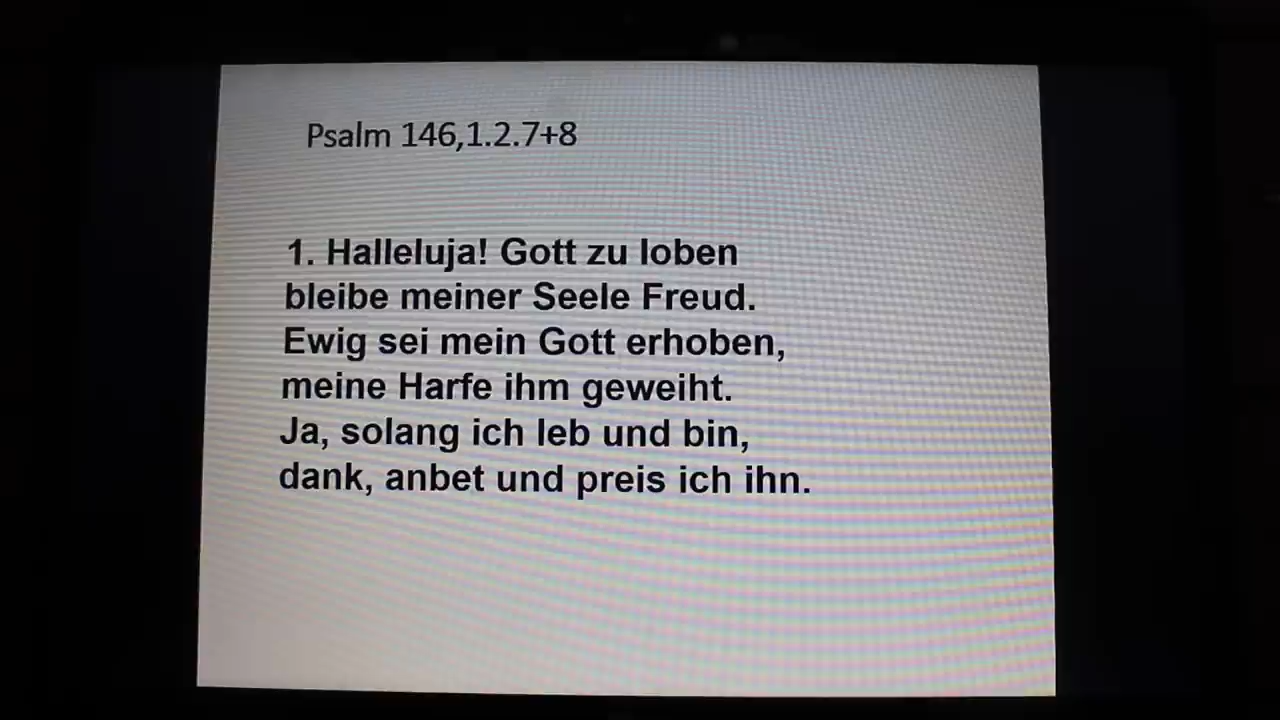 Psalm 146,1.2.7+8
1. Halleluja! Gott zu loben
bleibe meiner Seele Freud.
Ewig sei mein Gott erhoben,
meine Harfe ihm geweiht.
Ja, solang ich leb und bin,
dank, anbet und preis ich ihn.